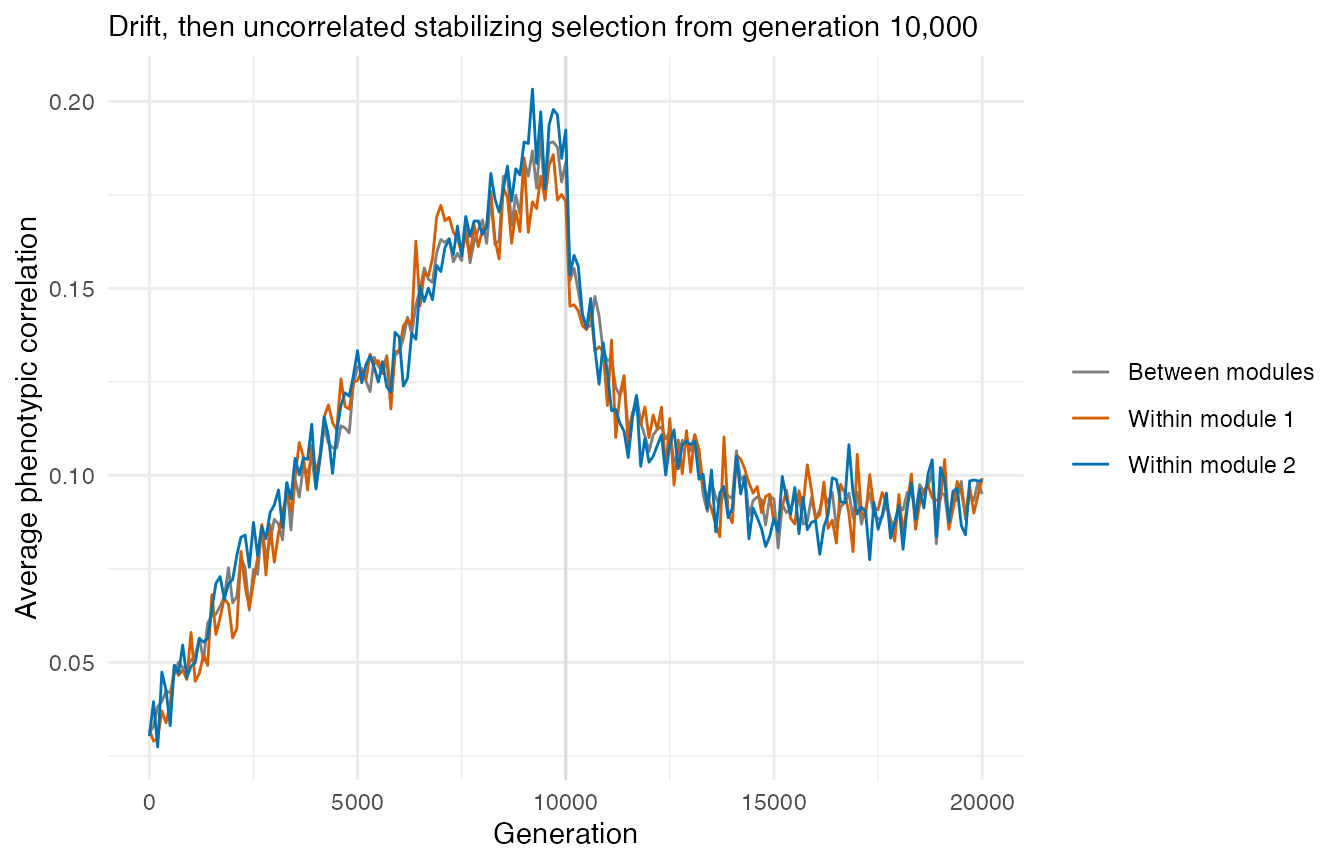 Drift, then uncorrelated stabilizing selection from generation 10,000
Average phenotypic correlation
0.20
0.15
0.10
0.05
0
5000
10000
15000
20000
Generation
Between modules
Within module 1
Within module 2